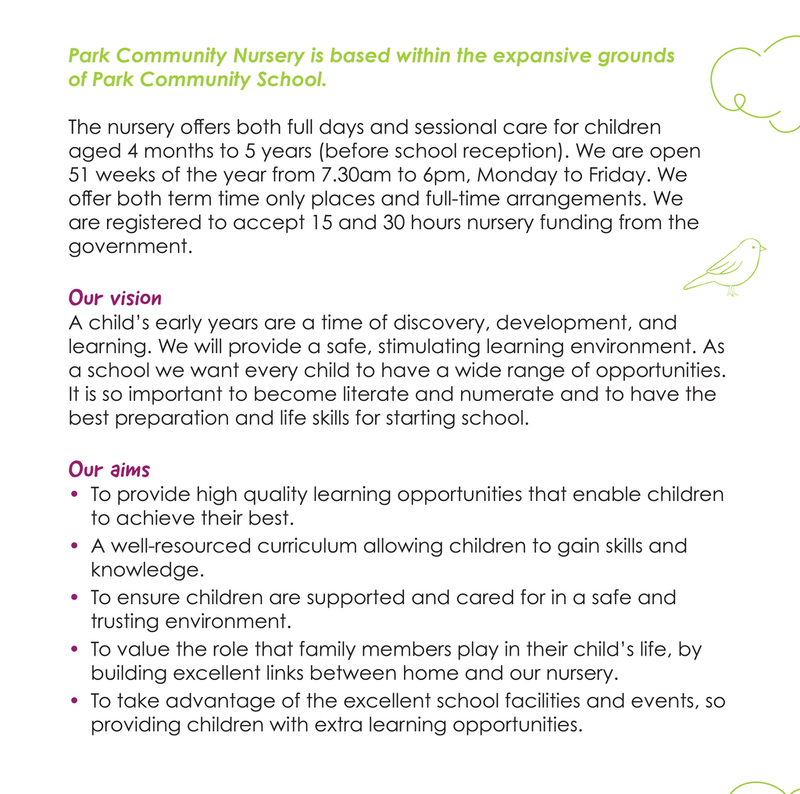 Park Community Nursery is based within the expansive grounds
of Park Community School.
The nursery offers both full days and sessional care for children
aged 4 months to 5 years (before school reception). We are open
51 weeks of the year from 7.30am to 6pm, Monday to Friday. We
offer both term time only places and full-time arrangements. We
are registered to accept 15 and 30 hours nursery funding from the
government.
Our vision
A child’s early years are a time of discovery, development, and
learning. We will provide a safe, stimulating learning environment. As
a school we want every child to have a wide range of opportunities.
It is so important to become literate and numerate and to have the
best preparation and life skills for starting school.
Our aims
• To provide high quality learning opportunities that enable children
to achieve their best.
• A well-resourced curriculum allowing children to gain skills and
knowledge.
• To ensure children are supported and cared for in a safe and
trusting environment.
• To value the role that family members play in their child’s life, by
building excellent links between home and our nursery.
• To take advantage of the excellent school facilities and events, so
providing children with extra learning opportunities.